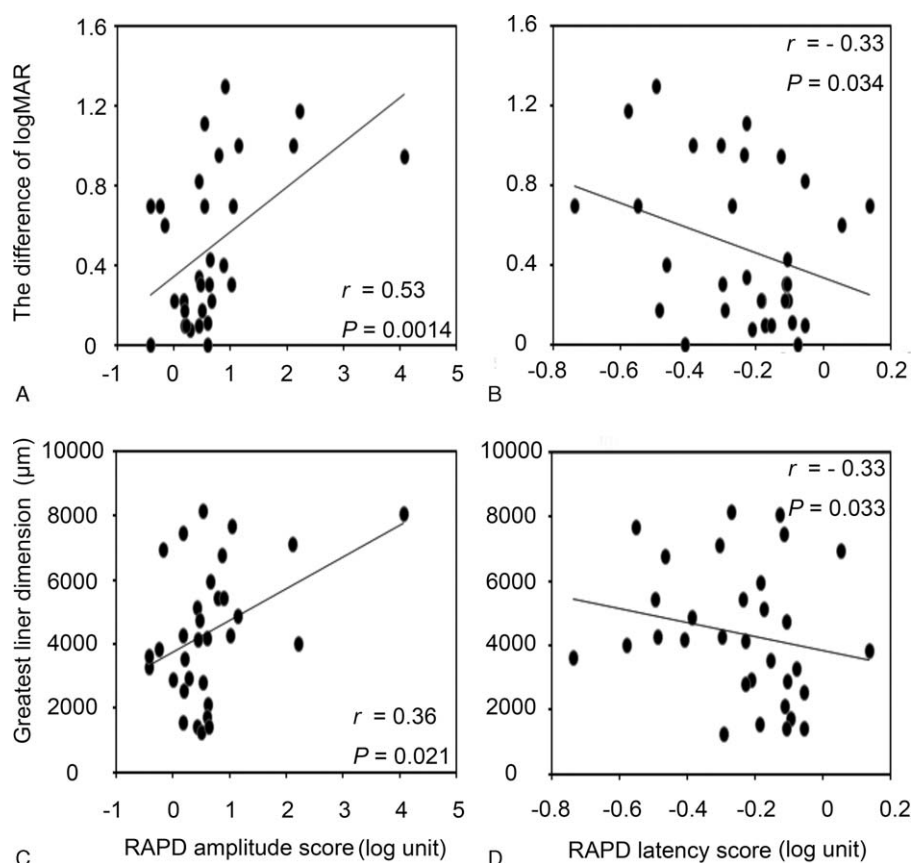 The difference of logMAR
1.6
1.2
0.8
0.4
0
-1 0 1 2 3 4 5
r = 0.53
P = 0.0014
A
1.6
1.2
0.8
0.4
0
-0.8 -0.6 -0.4 -0.2 0 0.2
r = - 0.33
P = 0.034
B
Greatest liner dimension (µm)
10000
8000
6000
4000
2000
0
-1 0 1 2 3 4 5
r = 0.36
P = 0.021
RAPD amplitude score (log unit)
C
10000
8000
6000
4000
2000
0
-0.8 -0.6 -0.4 -0.2 0 0.2
r = - 0.33
P = 0.033
RAPD latency score (log unit)
D